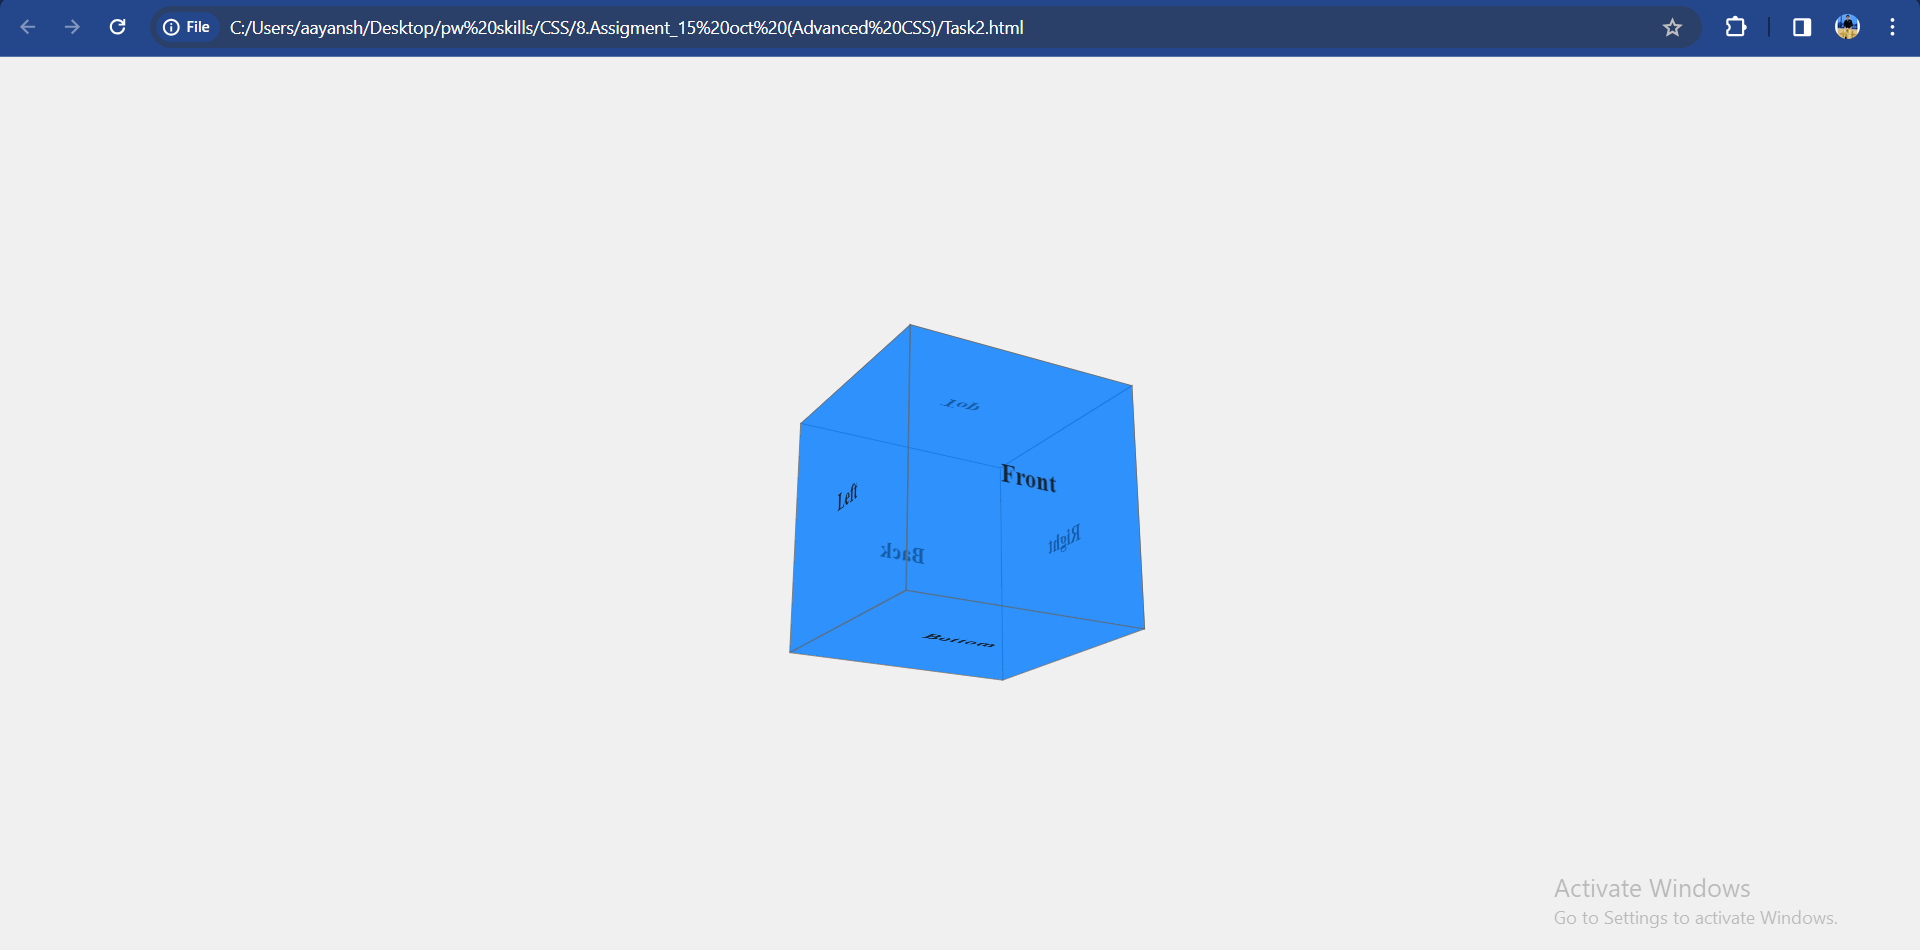 File C:/Users/aayansh/Desktop/pw%20skills/CSS/8.Assigment_15%20oct%20(Advanced%20CSS)/Task2.html
Top
Front
Left
Right
Back
Bottom
Activate Windows
Go to Settings to activate Windows.